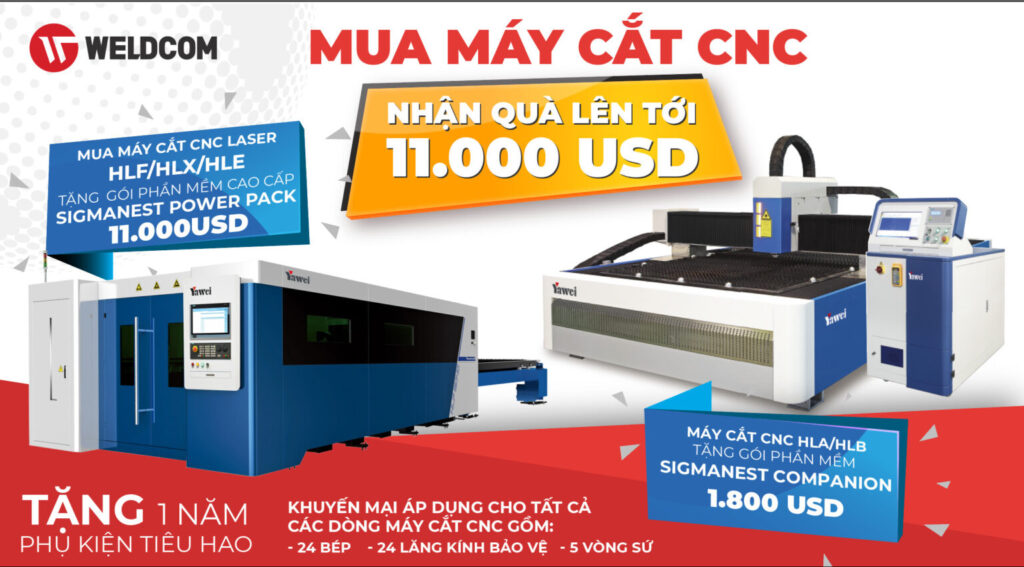 WELDCOM
MUA MÁY CẮT CNC
NHẬN QUÀ LÊN TỚI
11.000 USD
MUA MÁY CẮT CNC LASER
HLF/HLX/HLE
TẶNG GÓI PHẦN MỀM CAO CẤP
SIGMANEST POWER PACK
11.000USD
Yawei
Yawei
Yawei
Yawei
Yawei
MÁY CẮT CNC HLA/HLB
TẶNG GÓI PHẦN MỀM
SIGMANEST COMPANION
1.800 USD
TẶNG 1 NĂM
PHỤ KIỆN TIÊU HAO
KHUYẾN MẠI ÁP DỤNG CHO TẤT CẢ
CÁC DÒNG MÁY CẮT CNC GỒM:
- 24 BÉP - 24 LĂNG KÍNH BẢO VỆ - 5 VÒNG SỨ